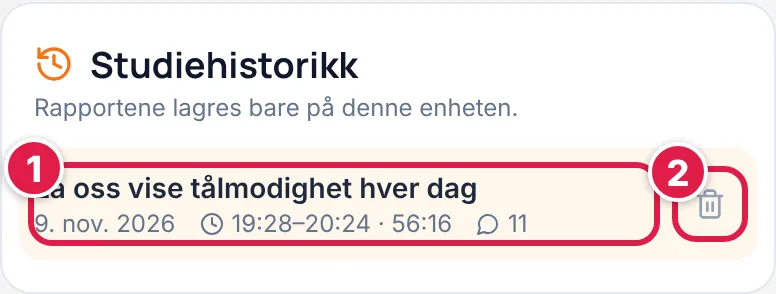 Studiehistorikk
Rapportene lagres bare på denne enheten.
1
2
oss vise tålmodighet hver dag
9. nov. 2026 19:28–20:24 · 56:16 11